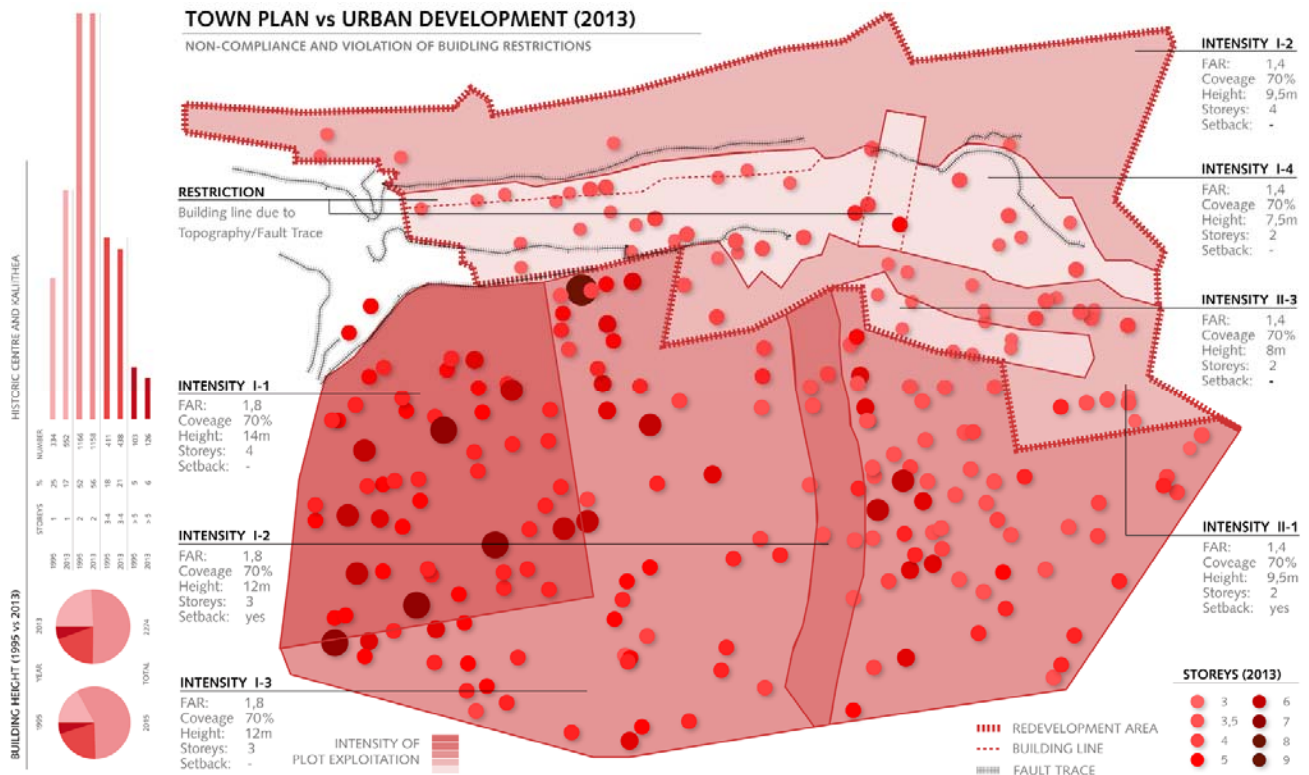 TOWN PLAN vs URBAN DEVELOPMENT (2013)
NON-COMPLIANCE AND VIOLATION OF BUIDLING RESTRICTIONS
INTENSITY I-2
FAR: 1,4
Coveage 70%
Height: 9,5m
Storeys: 4
Setback: -
RESTRICTION
Building line due to
Topography/Fault Trace
INTENSITY I-4
FAR: 1,4
Coveage 70%
Height: 7,5m
Storeys: 2
Setback: -
INTENSITY II-3
FAR: 1,4
Coveage 70%
Height: 8m
Storeys: 2
Setback: -
INTENSITY I-1
FAR: 1,8
Coveage 70%
Height: 14m
Storeys: 4
Setback: -
INTENSITY I-2
FAR: 1,8
Coveage 70%
Height: 12m
Storeys: 3
Setback: yes
INTENSITY II-1
FAR: 1,4
Coveage 70%
Height: 9,5m
Storeys: 2
Setback: yes
INTENSITY I-3
FAR: 1,8
Coveage 70%
Height: 12m
Storeys: 3
Setback: -
INTENSITY OF
PLOT EXPLOITATION
REDEVELOPMENT AREA
BUILDING LINE
FAULT TRACE
STOREYS (2013)
3 6
3,5 7
4 8
5 9
BUILDING HEIGHT (1995 vs 2013)
HISTORIC CENTRE AND
YEAR 1995 2013
TOTAL 2224
STOREYS 1 1 2 2 3-4 3-4 >5 >5
% 25 17 56 18 21 5 6
NUMBER 1166 1158 411 438 103 126
1995 2013 1995 2013 1995 2013 1995 2013